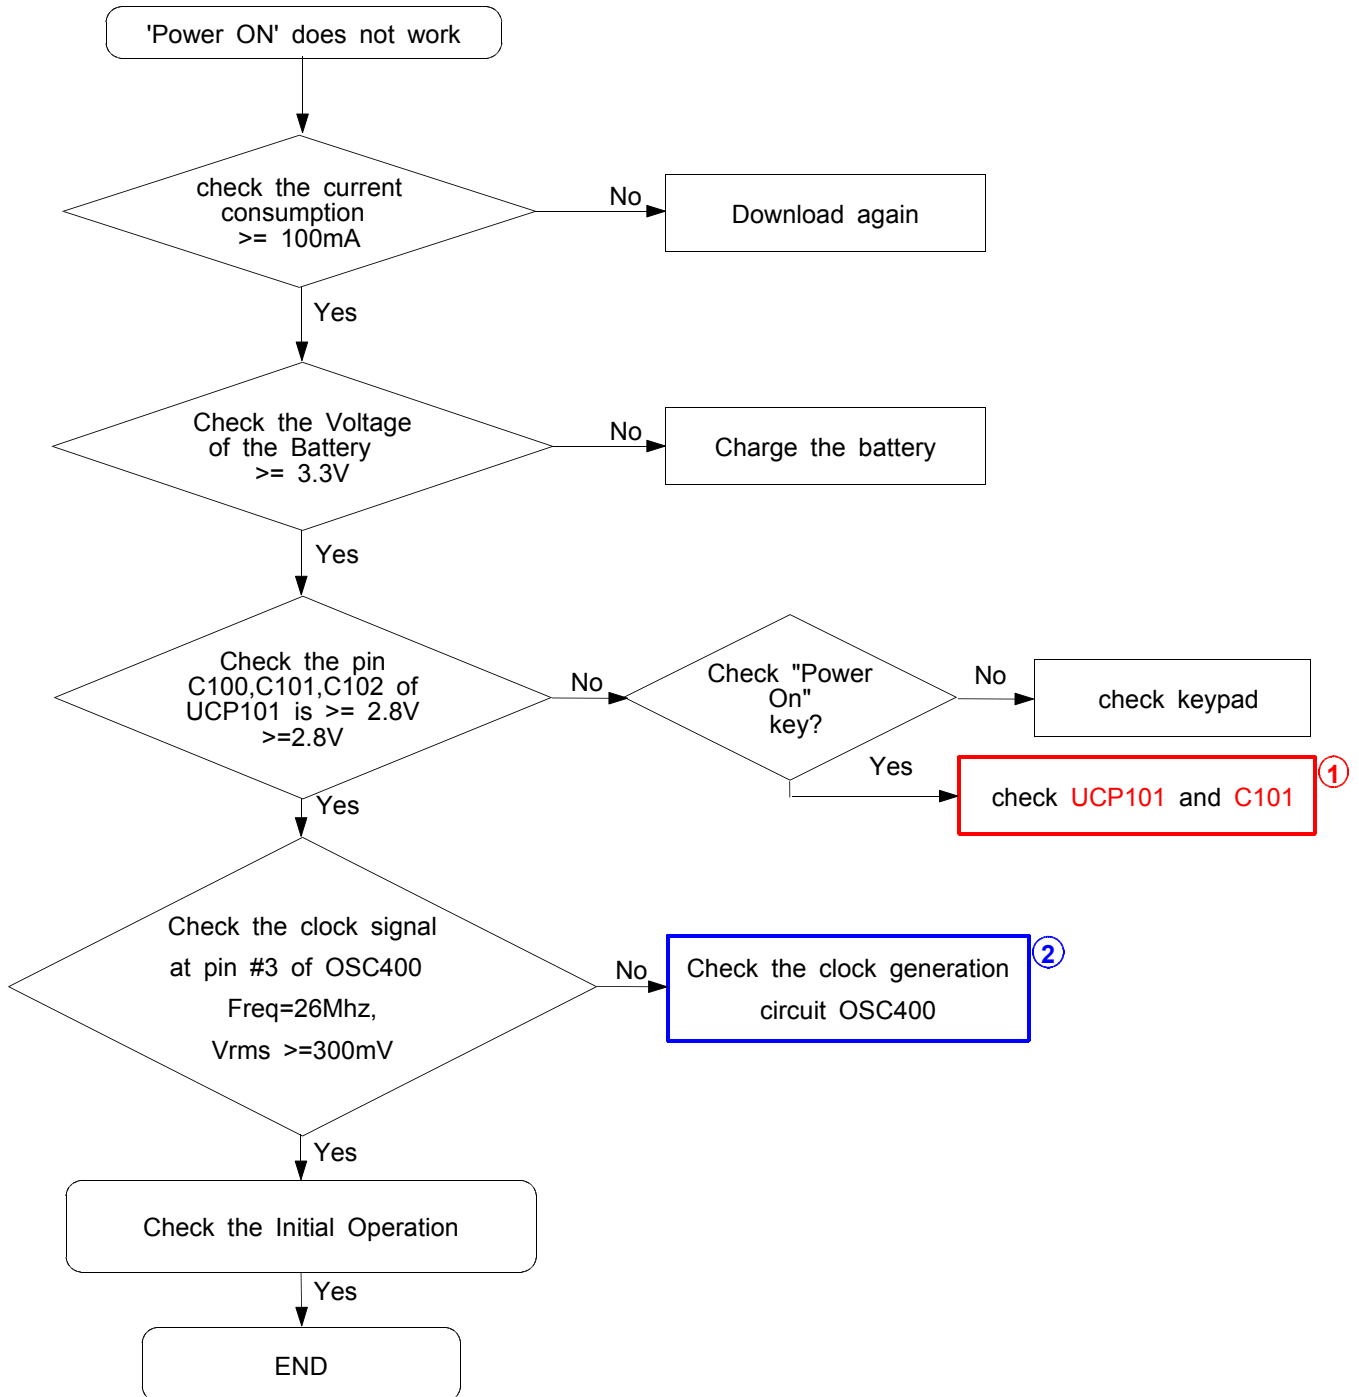 'Power ON' does not work
check the current
consumption
>= 100mA
No
Download again
Yes
Check the Voltage
of the Battery
>= 3.3V
No
Charge the battery
Yes
Check the pin
C100,C101,C102 of
UCP101 is >= 2.8V
>=2.8V
No
Check "Power
On"
key?
No
check keypad
Yes
check UCP101 and C101
1
Yes
Check the clock signal
at pin #3 of OSC400
Freq=26Mhz,
Vrms >=300mV
No
Check the clock generation
circuit OSC400
2
Yes
Check the Initial Operation
Yes
END